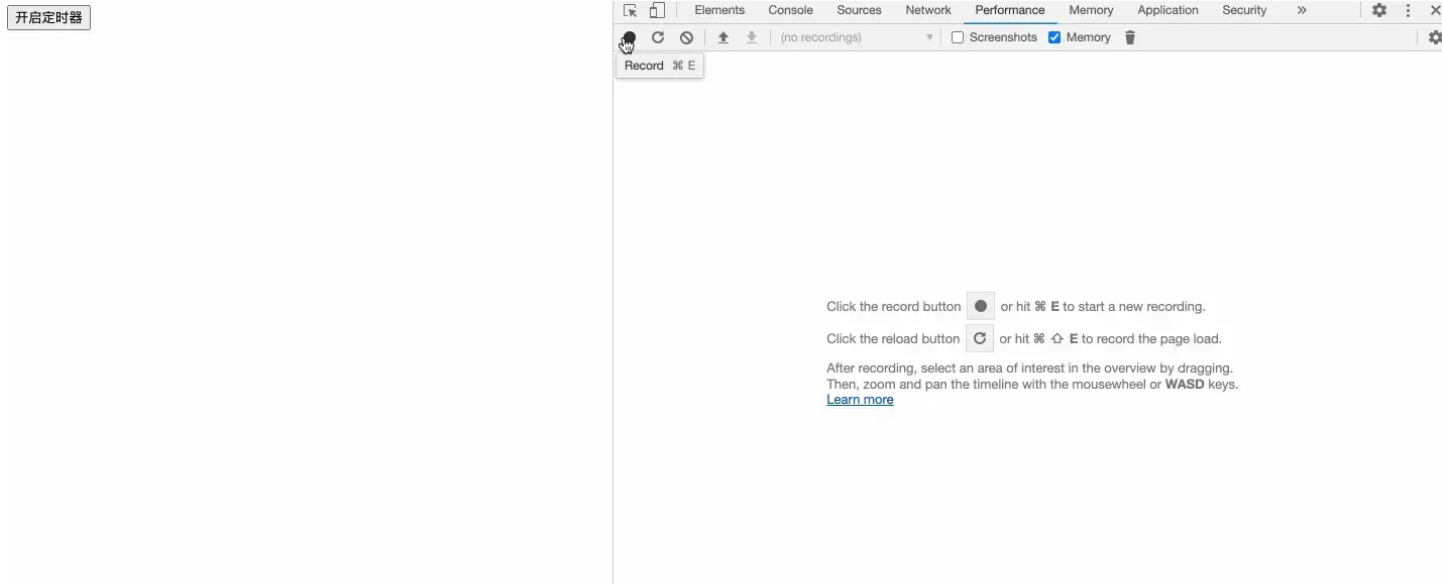 开启定时器
Elements Console Sources Network Performance Memory Application Security »
(no recordings) Screenshots Memory
Record ⌘ E
Click the record button or hit ⌘ E to start a new recording.
Click the reload button or hit ⌘ ⇧ E to record the page load.
After recording, select an area of interest in the overview by dragging.
Then, zoom and pan the timeline with the mousewheel or WASD keys.
Learn more